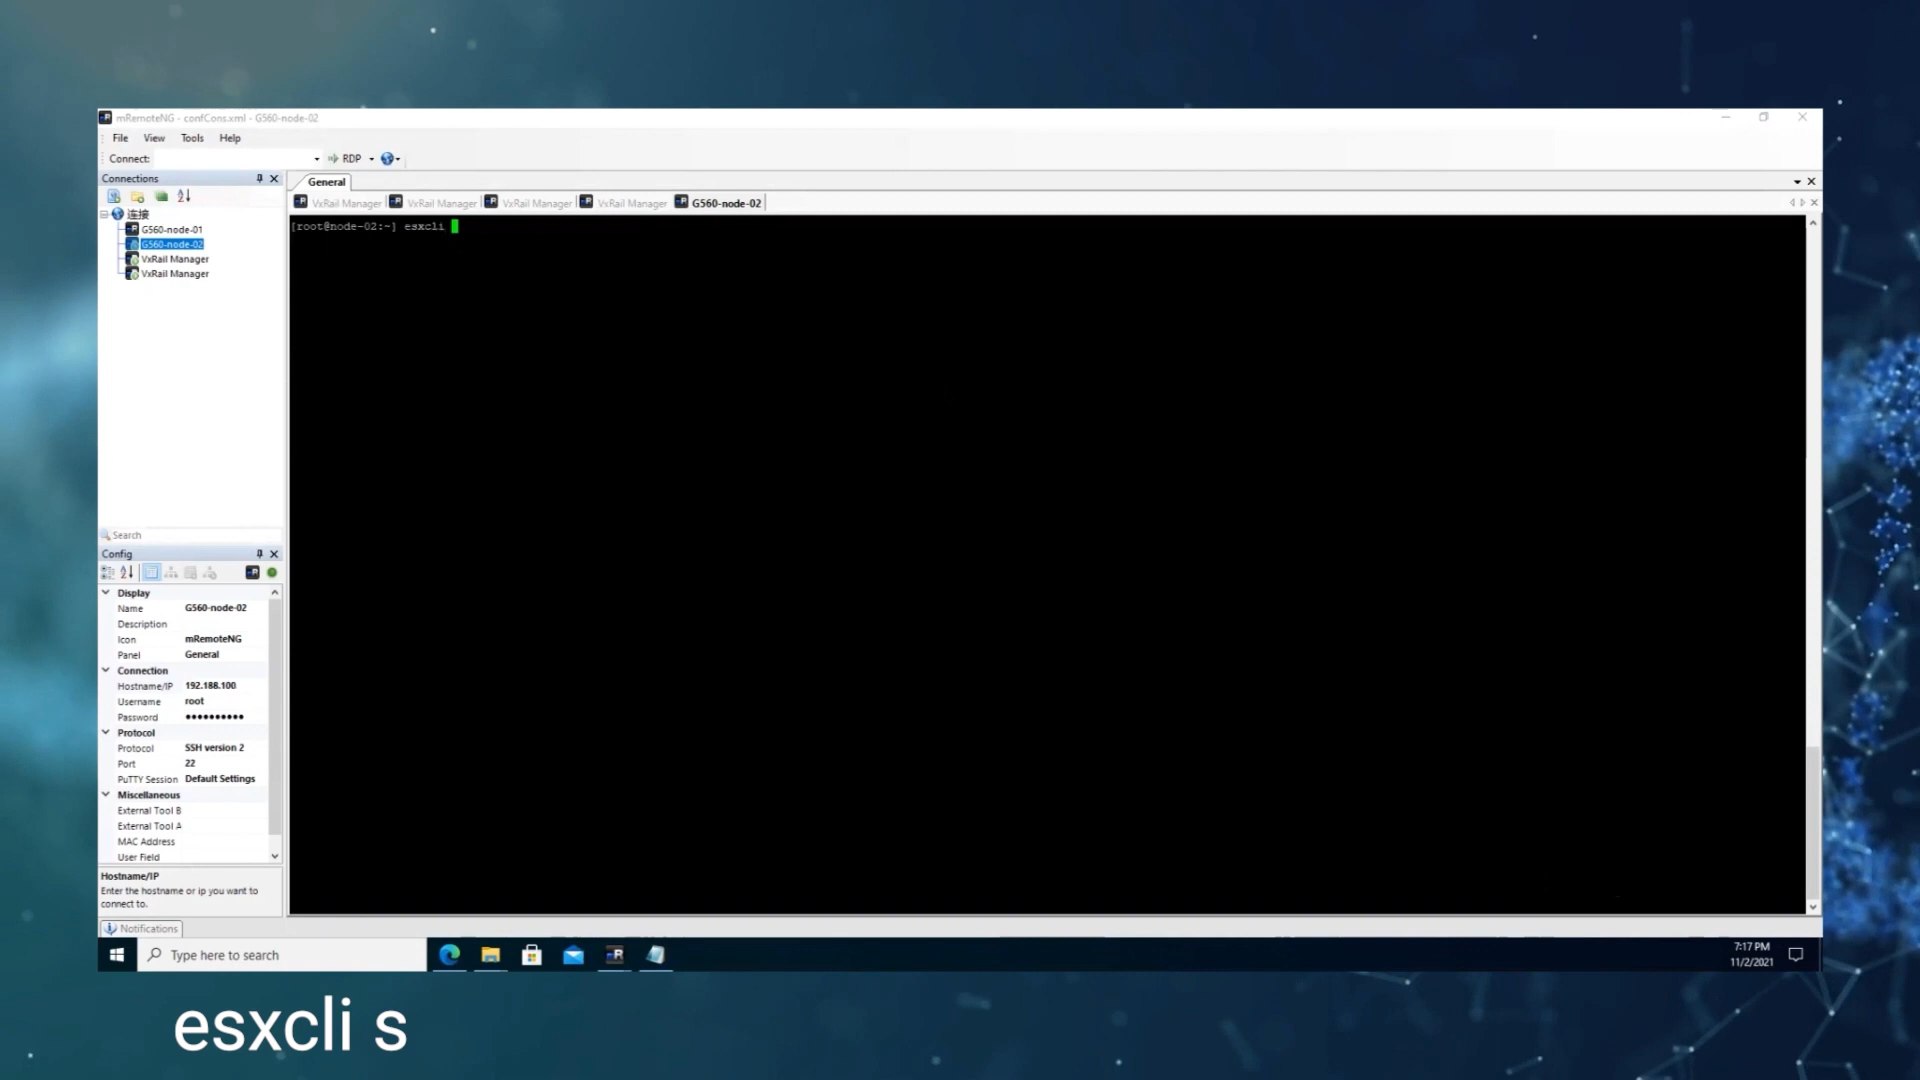 mRemoteNG - confCons.xml - G560-node-02
File View Tools Help
Connect: RDP
Connections
General
VxRail Manager VxRail Manager VxRail Manager VxRail Manager G560-node-02
连接
G560-node-01
G560-node-02
VxRail Manager
VxRail Manager
[root@node-02:~] esxcli
Search
Config
Display
Name G560-node-02
Description
Icon mRemoteNG
Panel General
Connection
Hostname/IP 192.188.100
Username root
Password ••••••••••
Protocol
Protocol SSH version 2
Port 22
PuTTY Session Default Settings
Miscellaneous
External Tool B
External Tool A
MAC Address
User Field
Hostname/IP
Enter the hostname or ip you want to
connect to.
Notifications
Type here to search
7:17 PM
11/2/2021
esxcli s